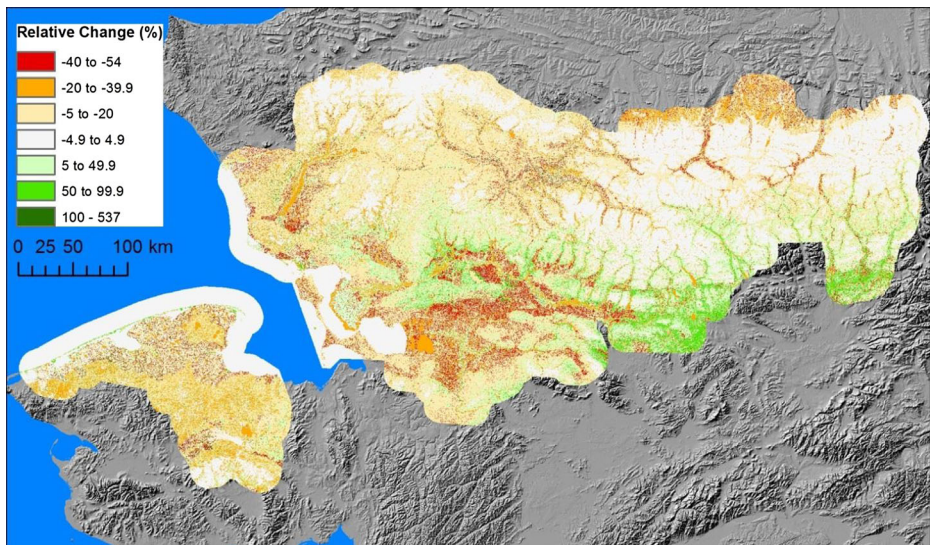 Relative Change (%)
-40 to -54
-20 to -39.9
-5 to -20
-4.9 to 4.9
5 to 49.9
50 to 99.9
100 - 537
0 25 50 100 km